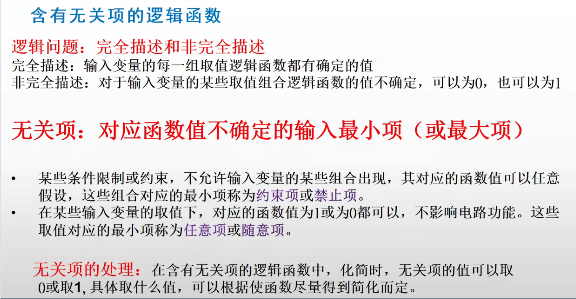 含有无关项的逻辑函数
逻辑问题：完全描述和非完全描述
完全描述：输入变量的每一组取值逻辑函数都有确定的值
非完全描述：对于输入变量的某些取值组合逻辑函数的值不确定，可以为0，也可以为1
无关项：对应函数值不确定的输入最小项（或最大项）
• 某些条件限制或约束，不允许输入变量的某些组合出现，其对应的函数值可以任意
假设，这些组合对应的最小项称为约束项或禁止项。
• 在某些输入变量的取值下，对应的函数值为1或为0都可以，不影响电路功能。这些
取值对应的最小项称为任意项或随意项。
无关项的处理：在含有无关项的逻辑函数中，化简时，无关项的值可以取
0或取1, 具体取什么值，可以根据使函数尽量得到简化而定。